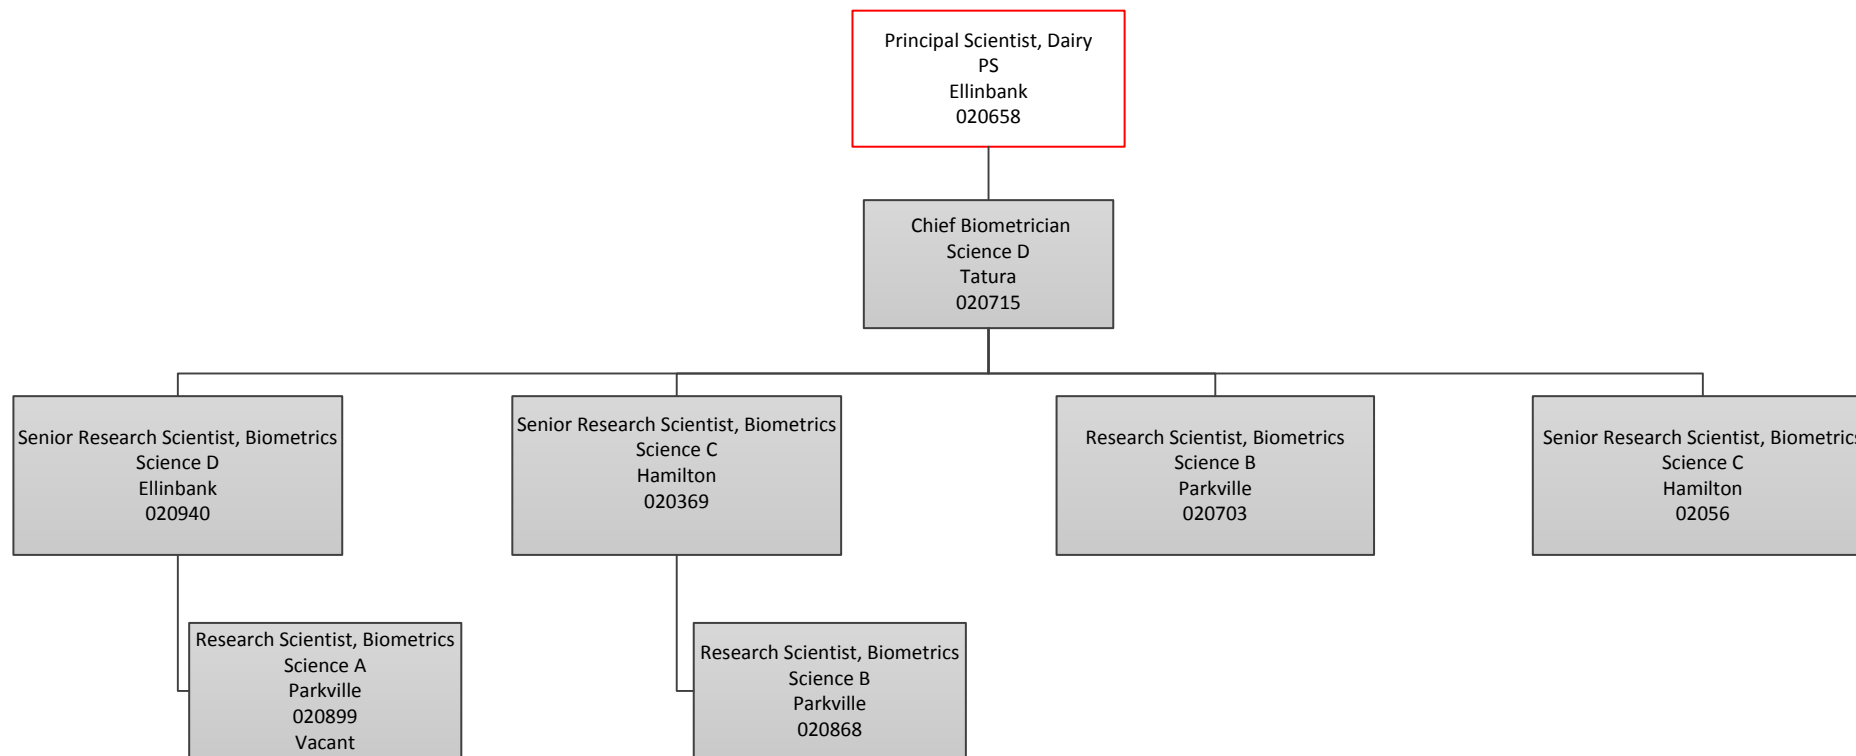 Principal Scientist, Dairy
PS
Ellinbank
020658
Chief Biometrician
Science D
Tatura
020715
Senior Research Scientist, Biometrics
Science D
Ellinbank
020940
Senior Research Scientist, Biometrics
Science C
Hamilton
020369
Research Scientist, Biometrics
Science B
Parkville
020703
Senior Research Scientist, Biometrics
Science C
Hamilton
02056
Research Scientist, Biometrics
Science A
Parkville
020899
Vacant
Research Scientist, Biometrics
Science B
Parkville
020868